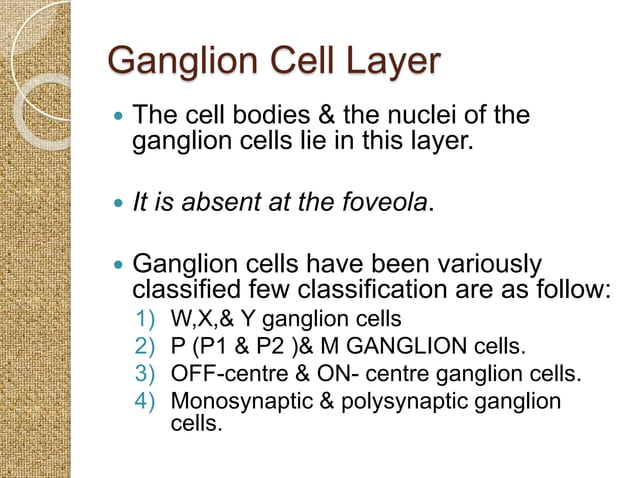 Ganglion Cell Layer
• The cell bodies & the nuclei of the
ganglion cells lie in this layer.
• It is absent at the foveola.
• Ganglion cells have been variously
classified few classification are as follow:
1) W,X,& Y ganglion cells
2) P (P1 & P2 )& M GANGLION cells.
3) OFF-centre & ON- centre ganglion cells.
4) Monosynaptic & polysynaptic ganglion
cells.